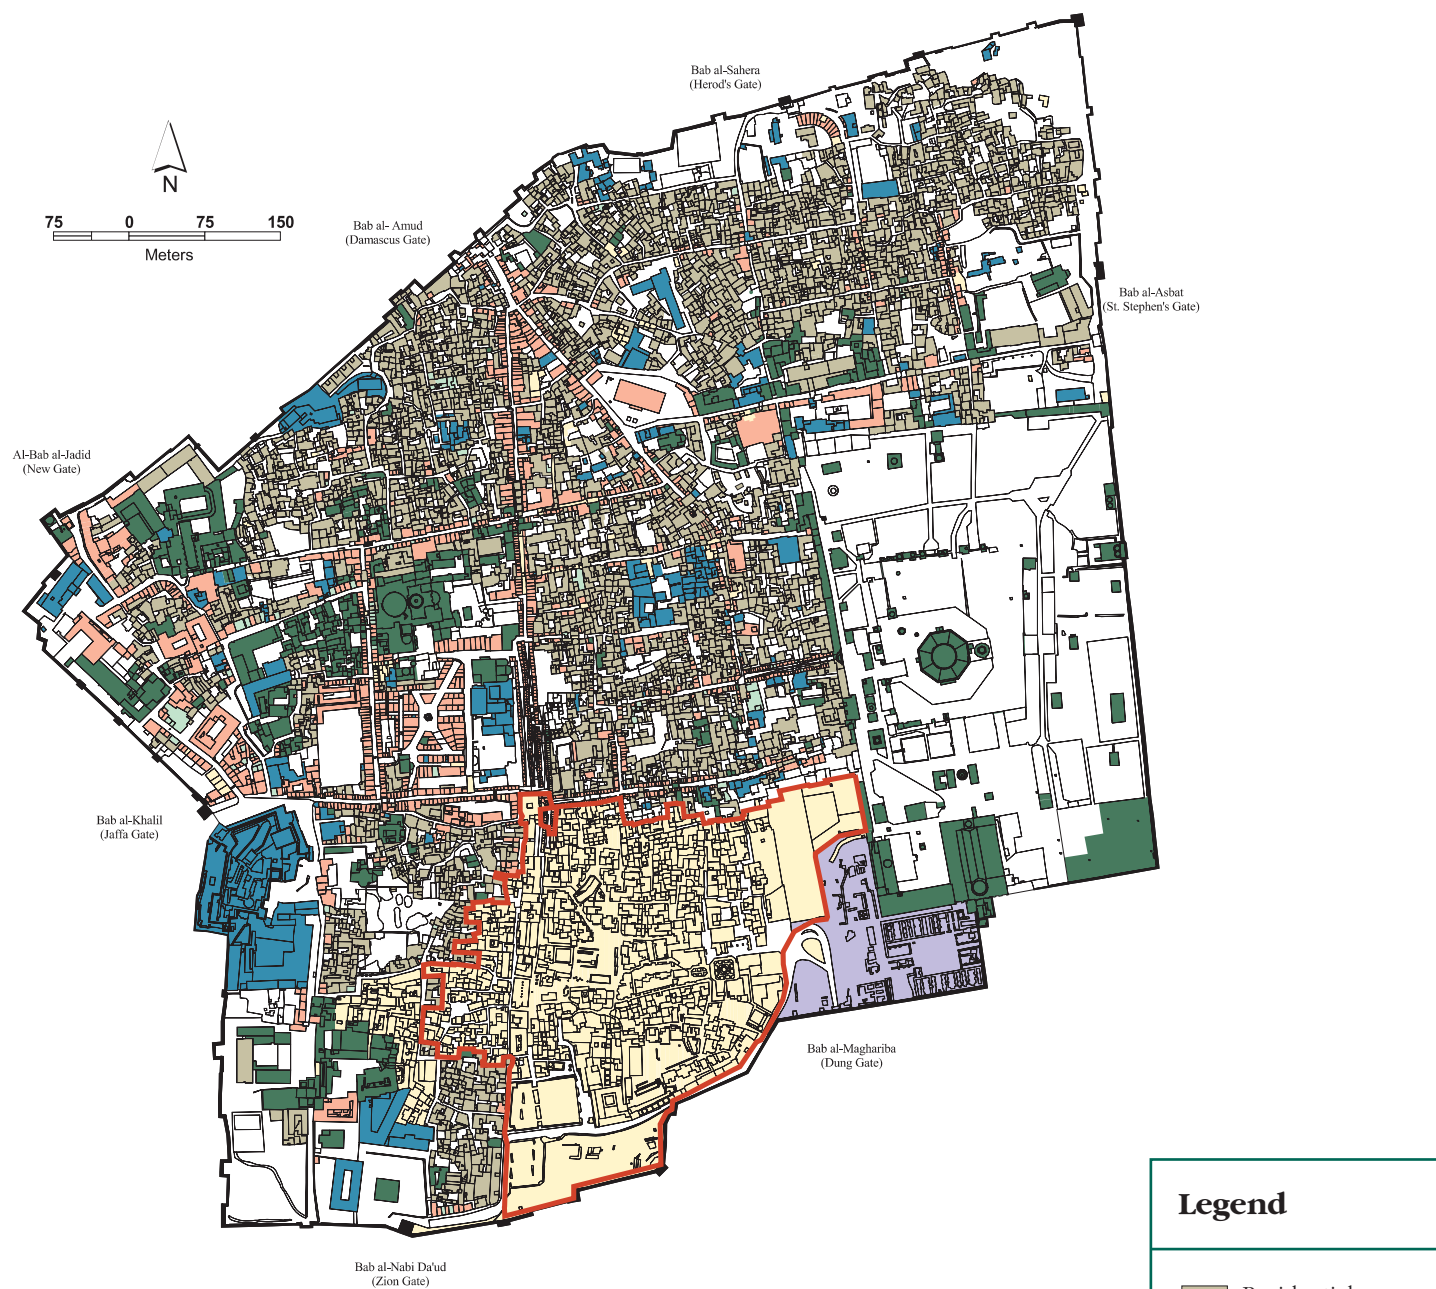 Bab al-Sahera
(Herod's Gate)
N
75 0 75 150
Meters
Bab al- Amud
(Damascus Gate)
Bab al-Asbat
(St. Stephen's Gate)
Al-Bab al-Jadid
(New Gate)
Bab al-Khalil
(Jaffa Gate)
Bab al-Maghariba
(Dung Gate)
Bab al-Nabi Da'ud
(Zion Gate)
Legend